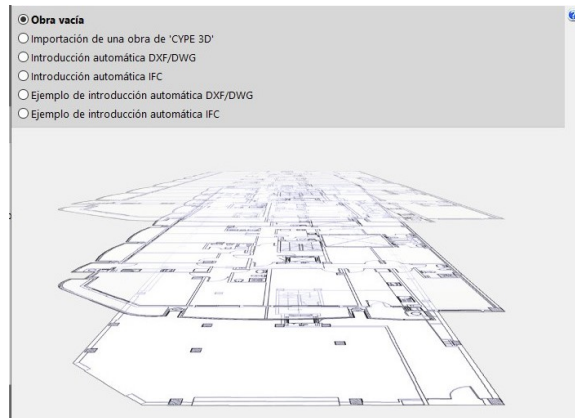 Obra vacía
Importación de una obra de 'CYPE 3D'
Introducción automática DXF/DWG
Introducción automática IFC
Ejemplo de introducción automática DXF/DWG
Ejemplo de introducción automática IFC